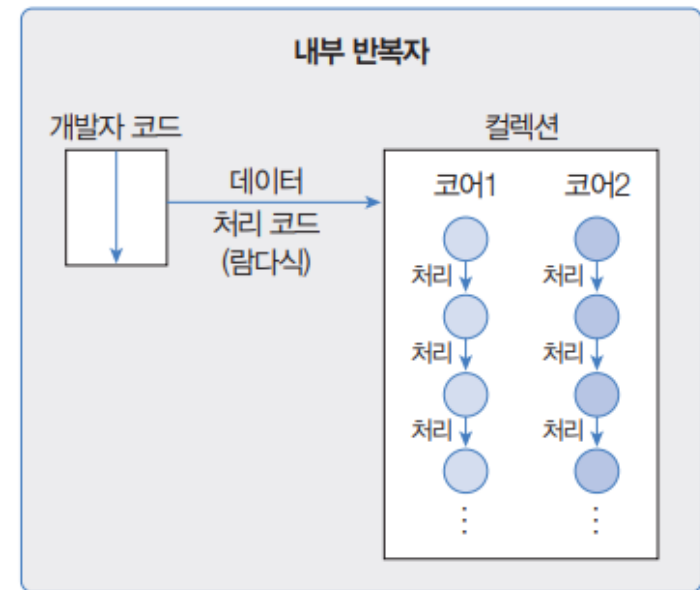 내부 반복자
개발자 코드
데이터
처리 코드
(람다식)
컬렉션
코어1
코어2
처리
처리
처리
처리
처리
처리
⋮
⋮